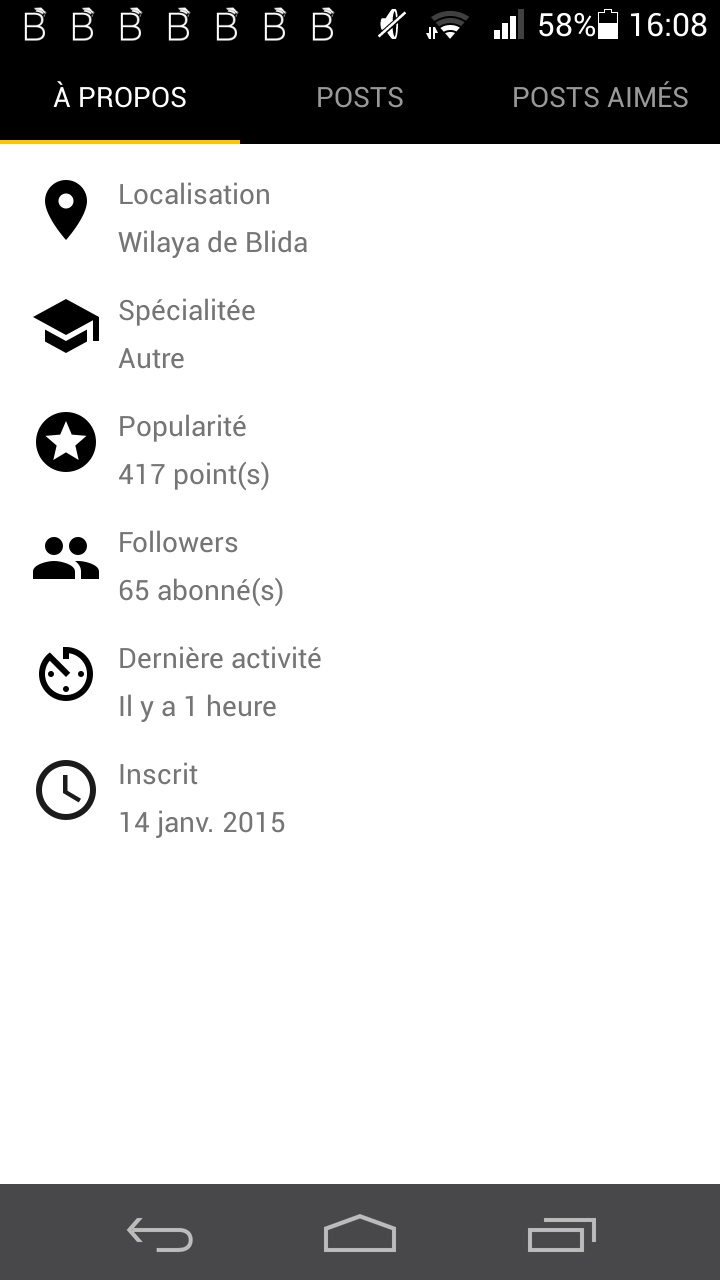 58% 16:08
À PROPOS POSTS POSTS AIMÉS
Localisation
Wilaya de Blida
Spécialitée
Autre
Popularité
417 point(s)
Followers
65 abonné(s)
Dernière activité
Il y a 1 heure
Inscrit
14 janv. 2015